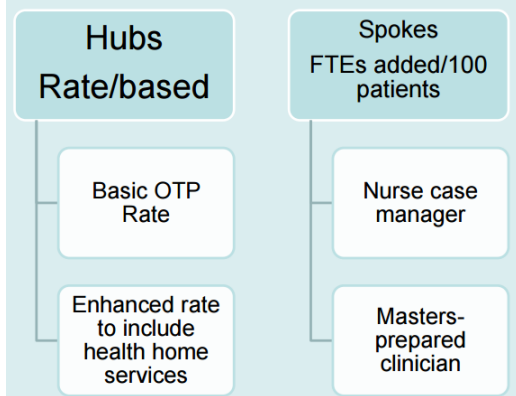 Hubs
Rate/based
Basic OTP
Rate
Enhanced rate
to include
health home
services
Spokes
FTEs added/100
patients
Nurse case
manager
Masters-
prepared
clinician